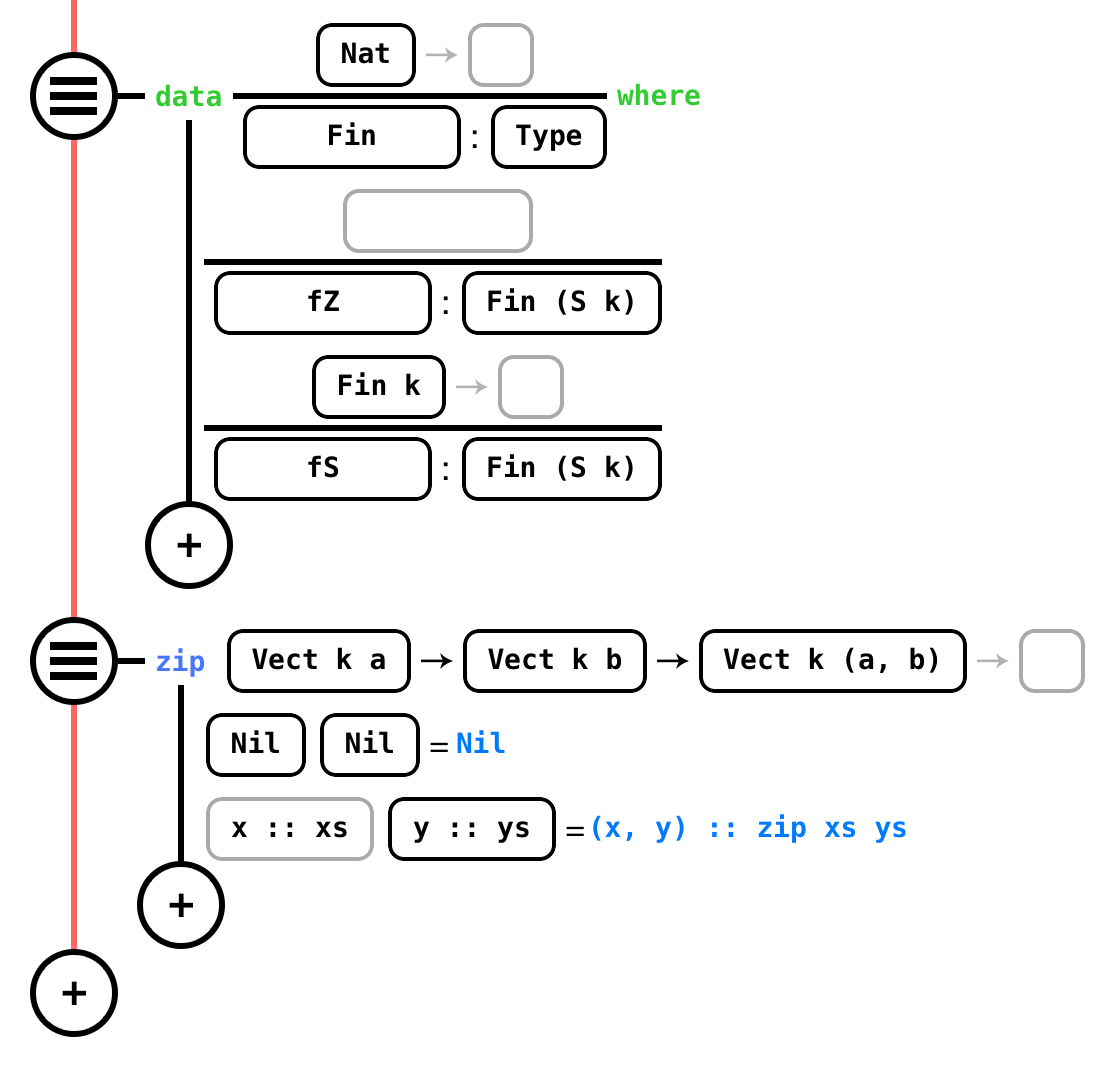 Nat →
data where
Fin : Type
fZ : Fin (S k)
Fin k →
fS : Fin (S k)
+
zip Vect k a → Vect k b → Vect k (a, b) →
Nil Nil = Nil
x :: xs y :: ys = (x, y) :: zip xs ys
+
+